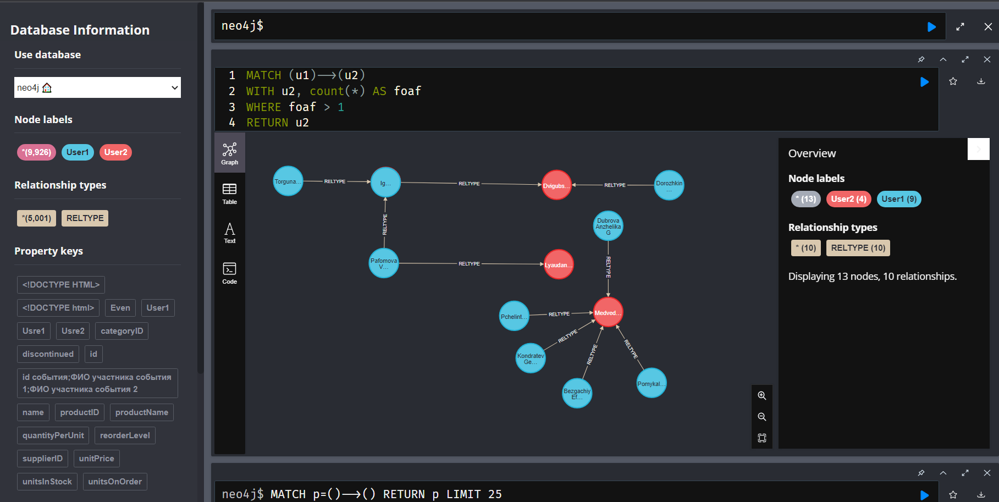 Database Information
Use database
neo4j
Node labels
*(9,926) User1 User2
Relationship types
*(5,001) RELTYPE
Property keys
<!DOCTYPE HTML>
<!DOCTYPE html> Even User1
Usre1 Usre2 categoryID
discontinued id
id события;ФИО участника события
1;ФИО участника события 2
name productID productName
quantityPerUnit reorderLevel
supplierID unitPrice
unitsInStock unitsOnOrder
neo4j$
1 MATCH (u1)-->(u2)
2 WITH u2, count(*) AS foaf
3 WHERE foaf > 1
4 RETURN u2
Graph
Table
Text
Code
Torguna...
RELTYPE
Ig...
RELTYPE
Dvigubs...
RELTYPE
Dorozhkin
...
RELTYPE
Pafomova
V...
RELTYPE
Lyaudan...
Dubrova
Anzhelika
G
RELTYPE
Medved...
Pchelint...
RELTYPE
Kondratev
Ge...
RELTYPE
Bezgachiy
Ef...
RELTYPE
Pomykal...
RELTYPE
Overview
Node labels
* (13) User2 (4) User1 (9)
Relationship types
* (10) RELTYPE (10)
Displaying 13 nodes, 10 relationships.
neo4j$ MATCH p=()-->() RETURN p LIMIT 25